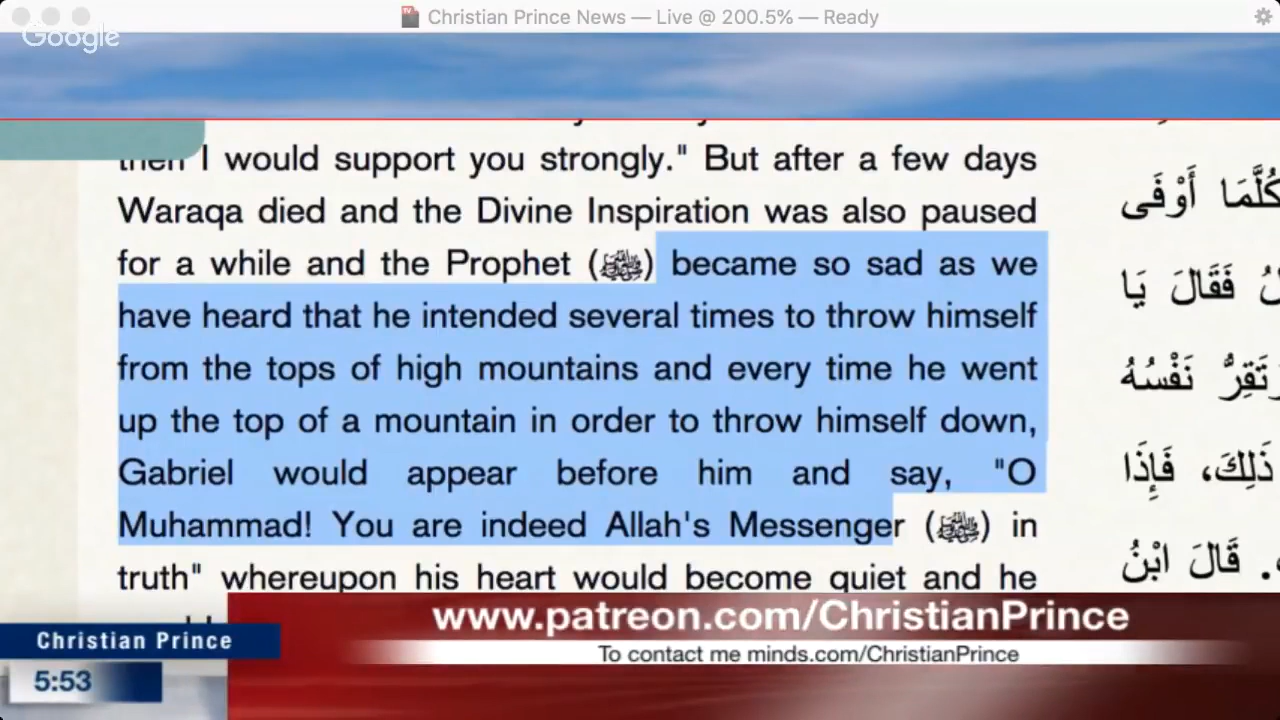 Christian Prince News — Live @ 200.5% — Ready
Google
then I would support you strongly." But after a few days
Waraqa died and the Divine Inspiration was also paused
for a while and the Prophet (ﷺ) became so sad as we
have heard that he intended several times to throw himself
from the tops of high mountains and every time he went
up the top of a mountain in order to throw himself down,
Gabriel would appear before him and say, "O
Muhammad! You are indeed Allah's Messenger (ﷺ) in
truth" whereupon his heart would become quiet and he
كُلَّمَا أَوْفَى
فَقَالَ يَا
نَفْسُهُ
ذَلِكَ، فَإِذَا
قَالَ ابْنُ
www.patreon.com/ChristianPrince
To contact me minds.com/ChristianPrince
Christian Prince
5:53